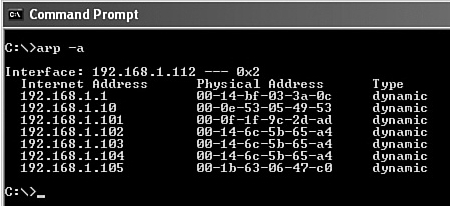 Command Prompt
C:\>arp -a
Interface: 192.168.1.112 --- 0x2
Internet Address Physical Address Type
192.168.1.1 00-14-bf-03-3a-0c dynamic
192.168.1.10 00-0e-53-05-49-53 dynamic
192.168.1.101 00-0f-1f-9c-2d-ad dynamic
192.168.1.102 00-14-6c-5b-65-a4 dynamic
192.168.1.103 00-14-6c-5b-65-a4 dynamic
192.168.1.104 00-14-6c-5b-65-a4 dynamic
192.168.1.105 00-1b-63-06-47-c0 dynamic
C:\>_